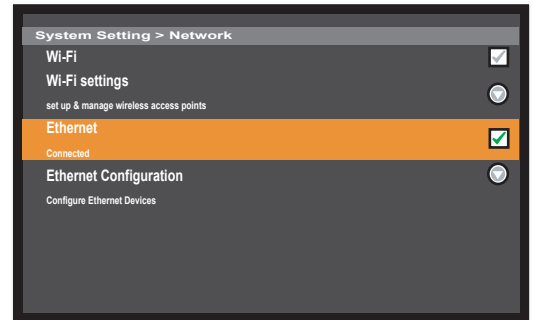 System Setting > Network
Wi-Fi
Wi-Fi settings
set up & manage wireless access points
Ethernet
Connected
Ethernet Configuration
Configure Ethernet Devices